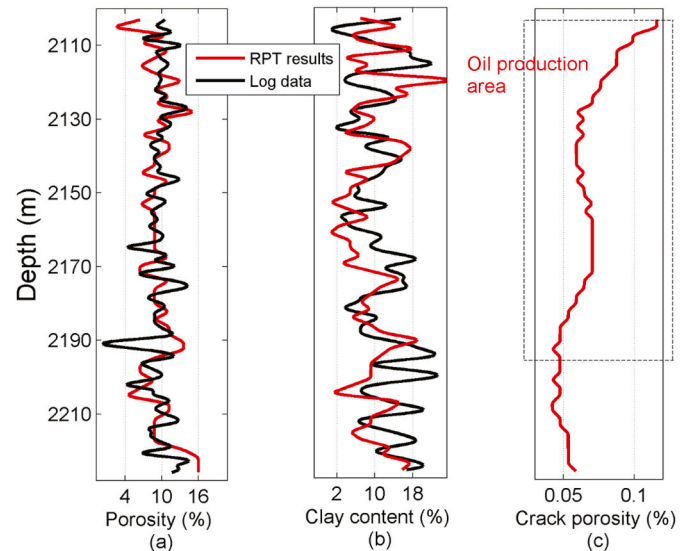 RPT results
Log data
Oil production
area
Depth (m)
2110
2130
2150
2170
2190
2210
4 10 16
2 10 18
0.05 0.1
Porosity (%)
Clay content (%)
Crack porosity (%)
(a)
(b)
(c)